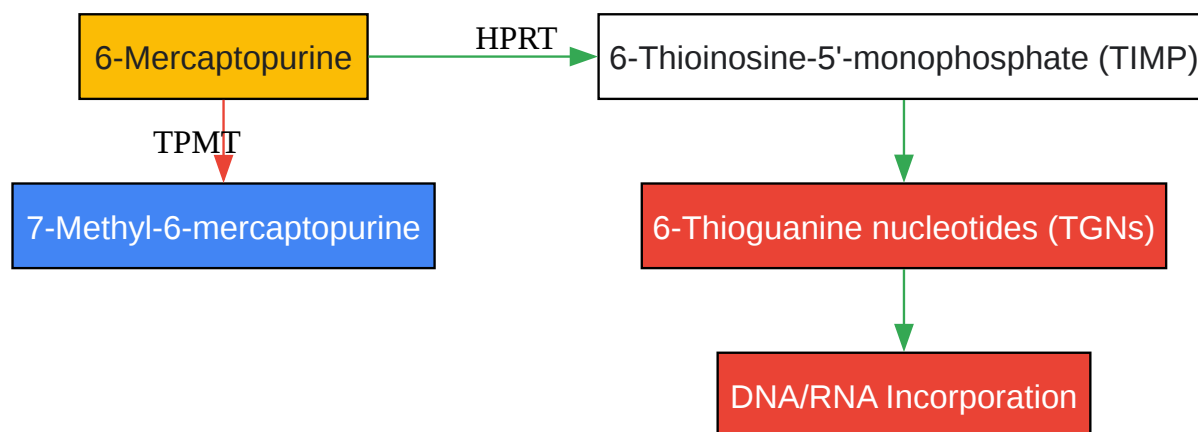 6-Mercaptopurine
HPRT
6-Thioinosine-5'-monophosphate (TIMP)
TPMT
7-Methyl-6-mercaptopurine
6-Thioguanine nucleotides (TGNs)
DNA/RNA Incorporation